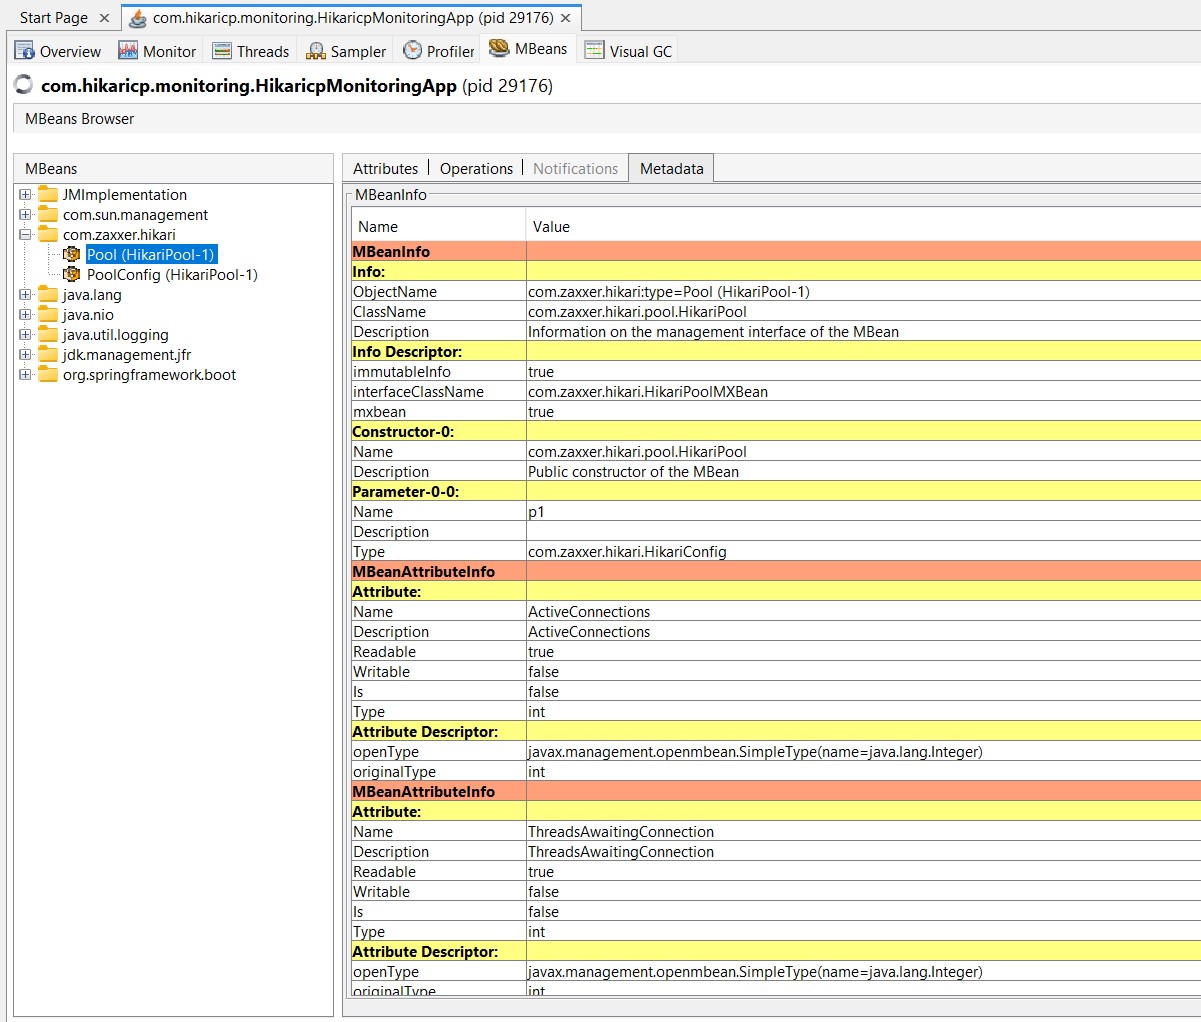 Start Page
com.hikaricp.monitoring.HikaricpMonitoringApp (pid 29176)
Overview Monitor Threads Sampler Profiler MBeans Visual GC
com.hikaricp.monitoring.HikaricpMonitoringApp (pid 29176)
MBeans Browser
MBeans
JMImplementation
com.sun.management
com.zaxxer.hikari
Pool (HikariPool-1)
PoolConfig (HikariPool-1)
java.lang
java.nio
java.util.logging
jdk.management.jfr
org.springframework.boot
Attributes Operations Notifications Metadata
MBeanInfo
Name Value
MBeanInfo
Info:
ObjectName com.zaxxer.hikari:type=Pool (HikariPool-1)
ClassName com.zaxxer.hikari.pool.HikariPool
Description Information on the management interface of the MBean
Info Descriptor:
immutableInfo true
interfaceClassName com.zaxxer.hikari.HikariPoolMXBean
mxbean true
Constructor-0:
Name com.zaxxer.hikari.pool.HikariPool
Description Public constructor of the MBean
Parameter-0-0:
Name p1
Description
Type com.zaxxer.hikari.HikariConfig
MBeanAttributeInfo
Attribute:
Name ActiveConnections
Description ActiveConnections
Readable true
Writable false
Is false
Type int
Attribute Descriptor:
openType javax.management.openmbean.SimpleType(name=java.lang.Integer)
originalType int
MBeanAttributeInfo
Attribute:
Name ThreadsAwaitingConnection
Description ThreadsAwaitingConnection
Readable true
Writable false
Is false
Type int
Attribute Descriptor:
openType javax.management.openmbean.SimpleType(name=java.lang.Integer)
originalType int